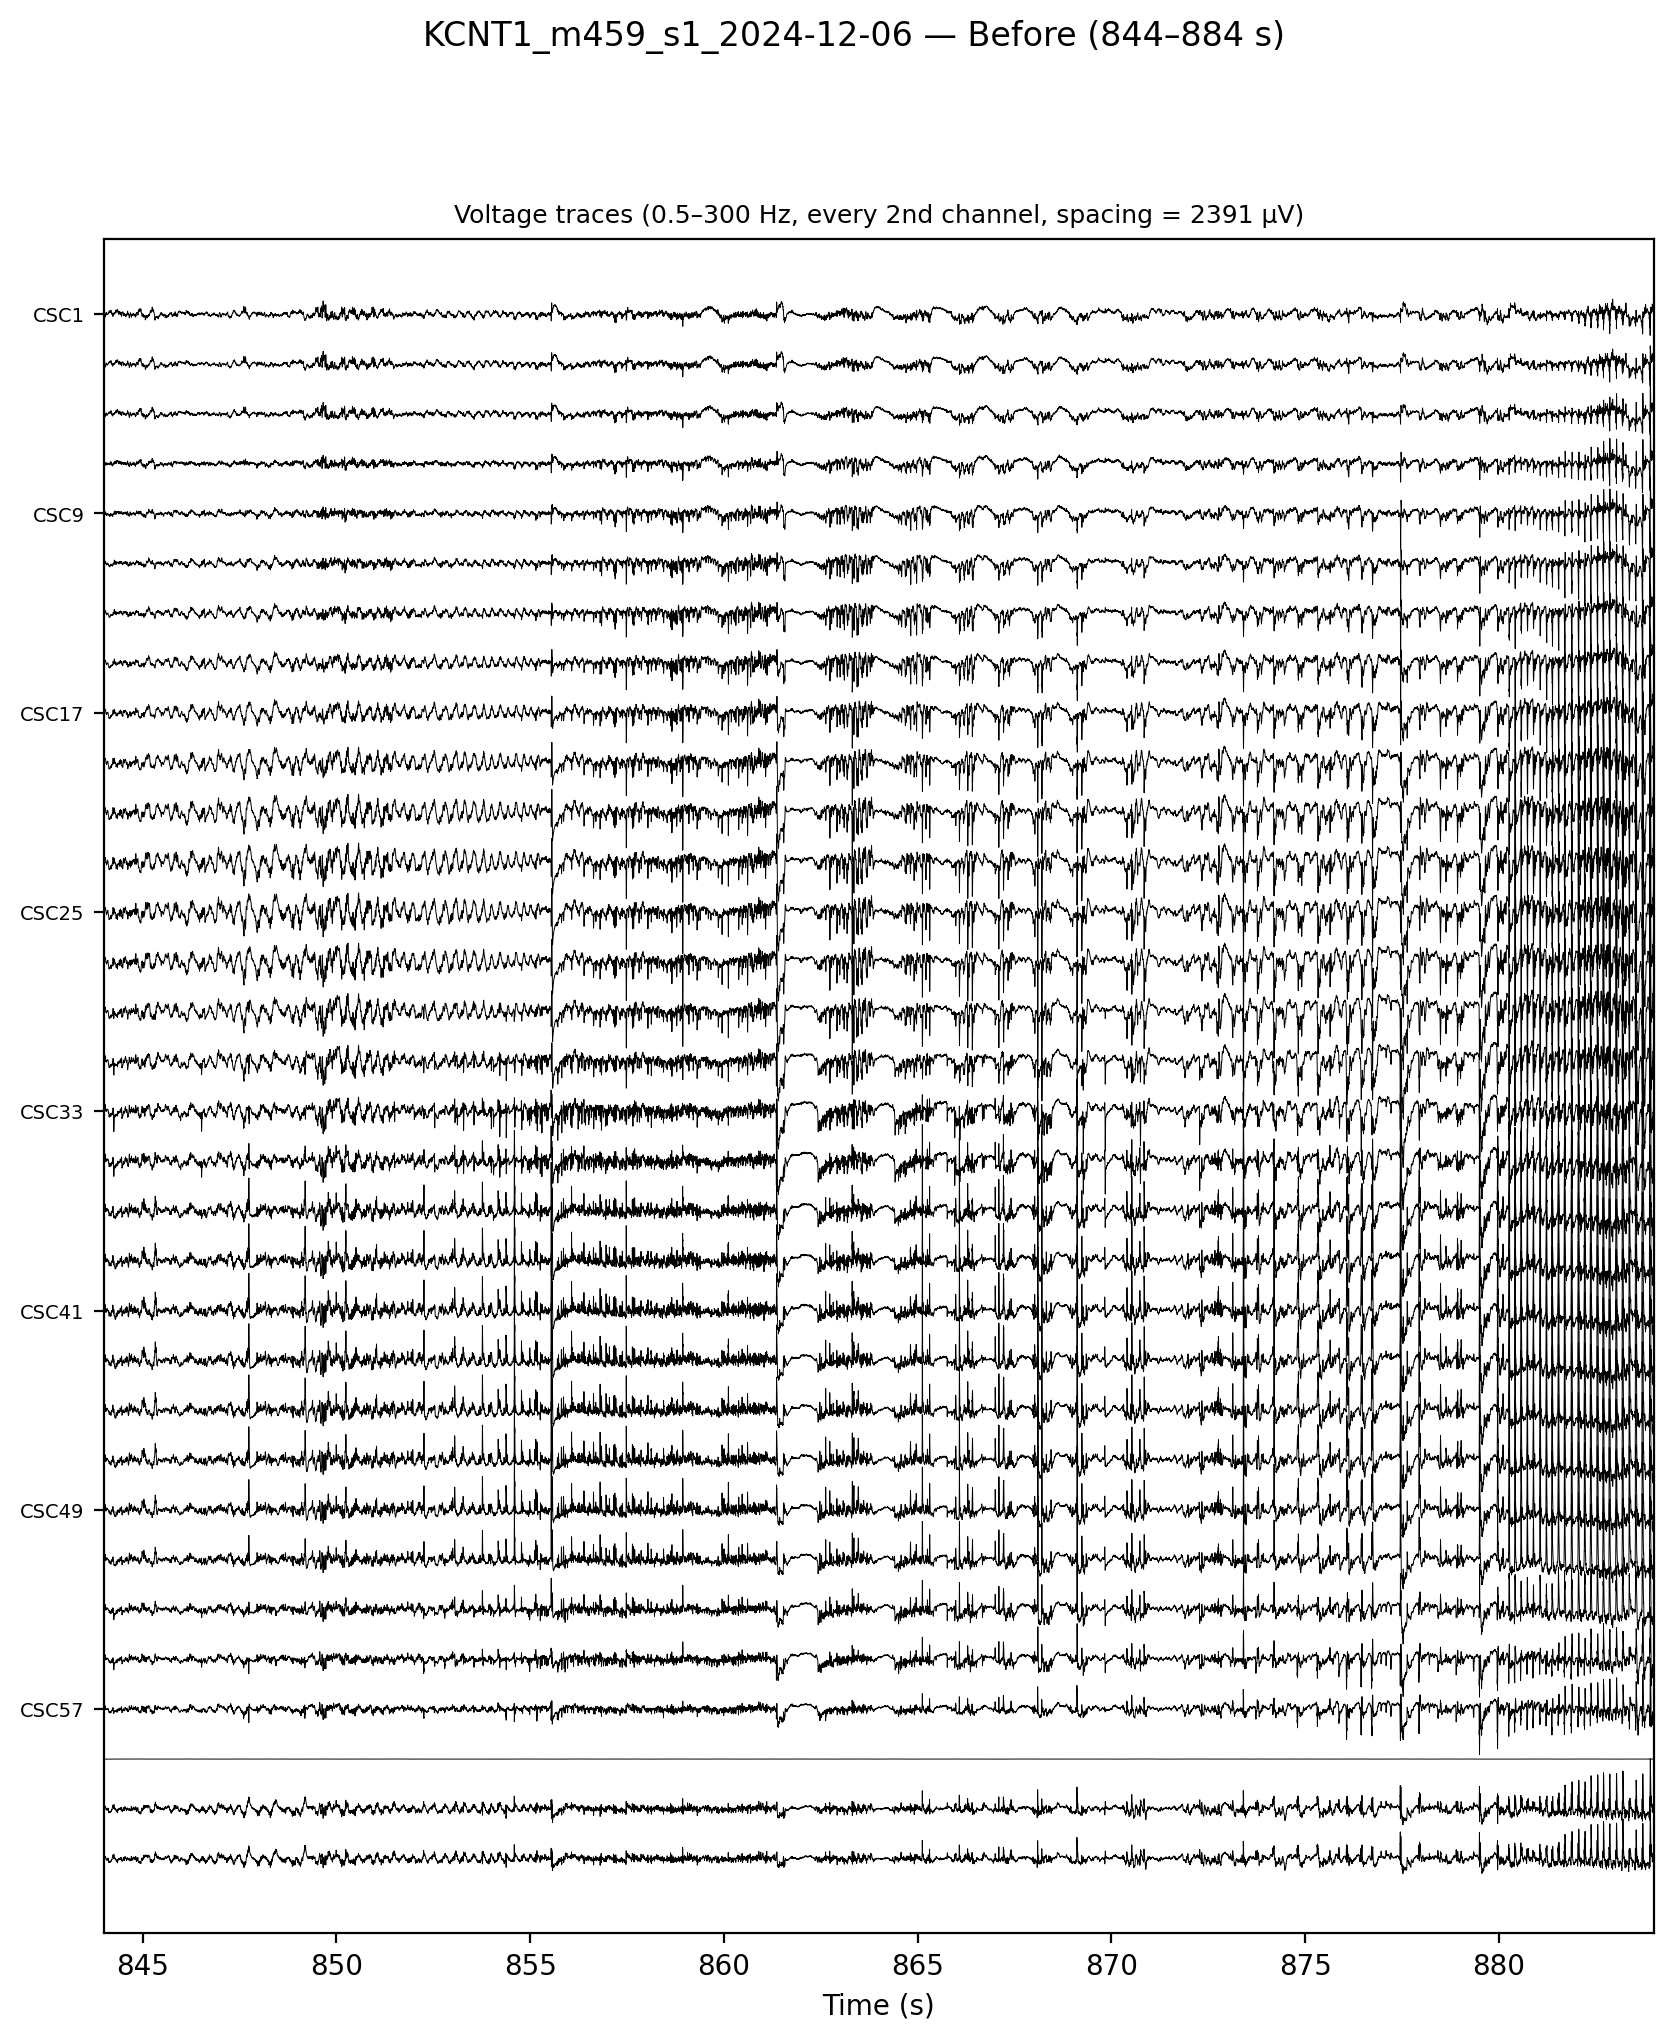 KCNT1_m459_s1_2024-12-06 — Before (844–884 s)
Voltage traces (0.5–300 Hz, every 2nd channel, spacing = 2391 µV)
CSC1
CSC9
CSC17
CSC25
CSC33
CSC41
CSC49
CSC57
845 850 855 860 865 870 875 880
Time (s)